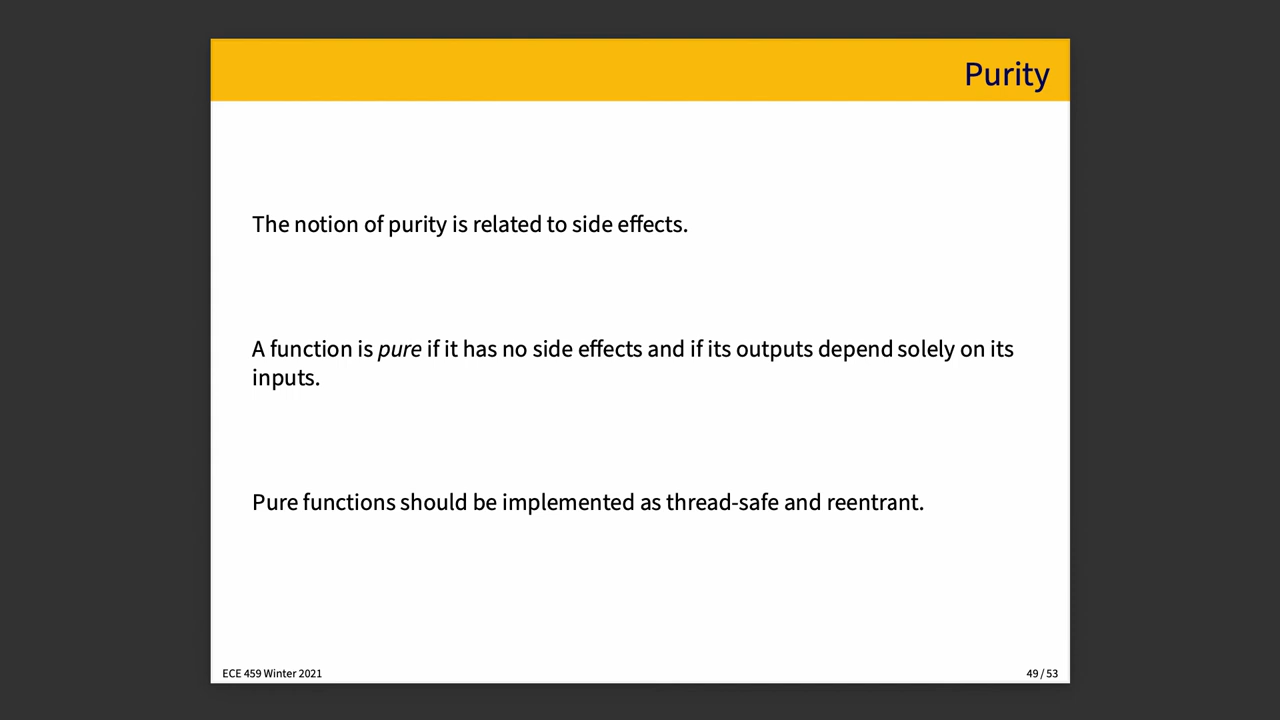 Purity
The notion of purity is related to side effects.
A function is pure if it has no side effects and if its outputs depend solely on its
inputs.
Pure functions should be implemented as thread-safe and reentrant.
ECE 459 Winter 2021
49 / 53